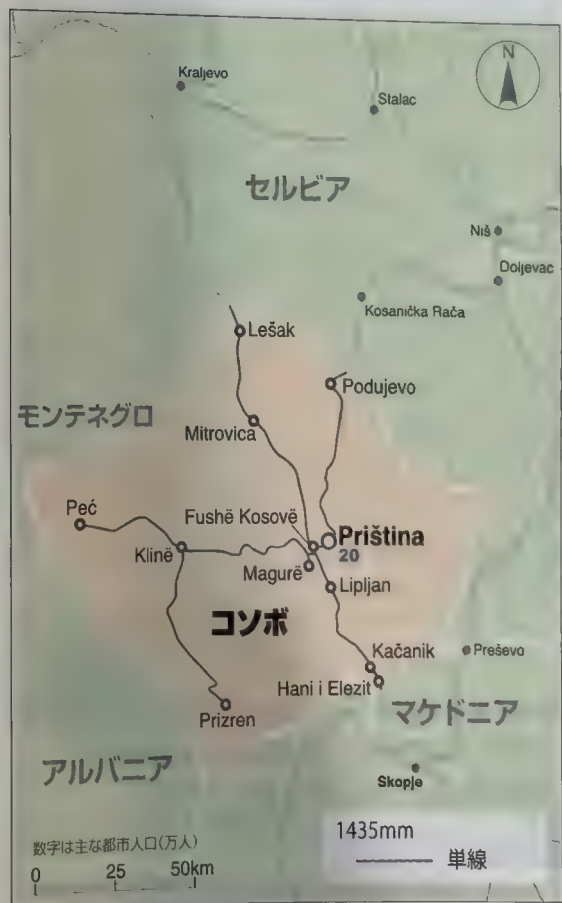 N
Kraljevo
Stalac
セルビア
Niš
Doljevac
Kosanička Rača
Lešak
Podujevo
モンテネグロ
Mitrovica
Peć
Fushë Kosovë
Priština
20
Klinë
Magurë
Lipljan
コソボ
Kačanik
Preševo
Hani i Elezit
マケドニア
Prizren
アルバニア
Skopje
数字は主な都市人口(万人)
0 25 50km
1435mm
単線